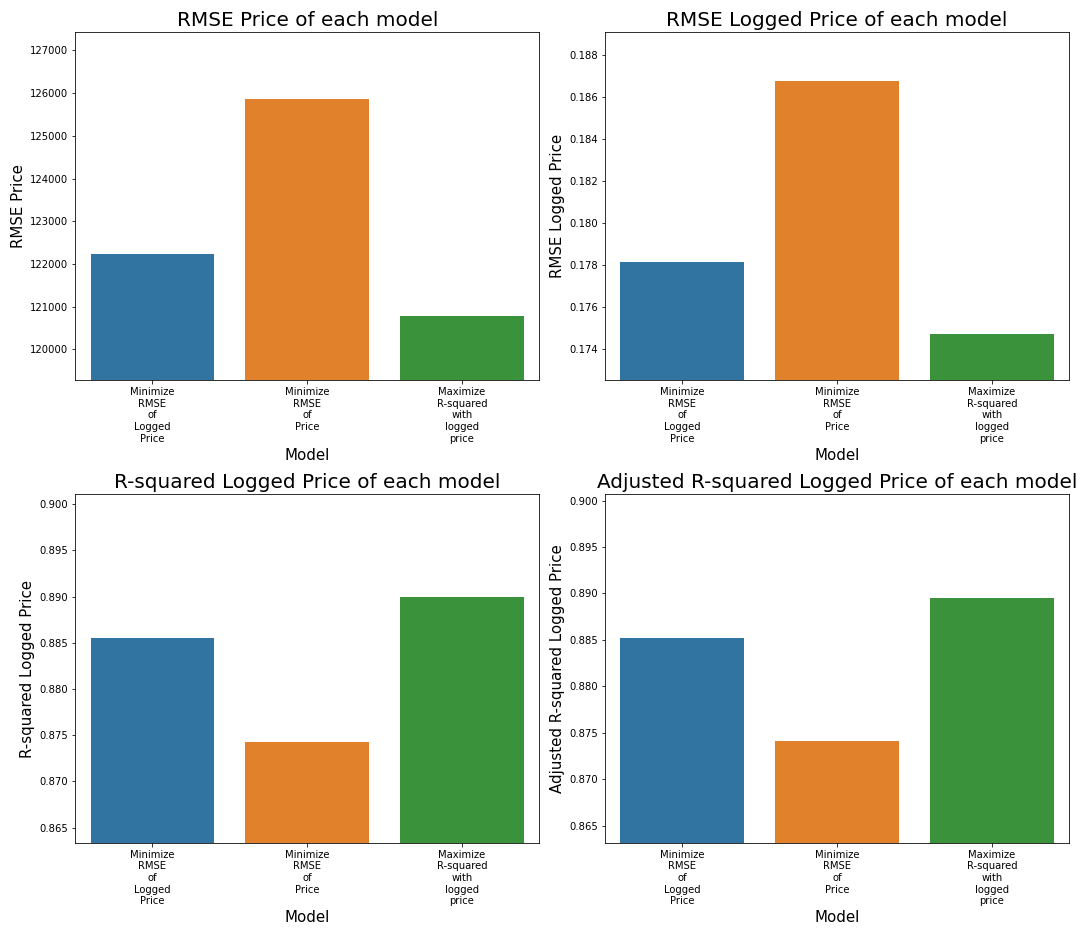 RMSE Price of each model
RMSE Price
127000
126000
125000
124000
123000
122000
121000
120000
Minimize
RMSE
of
Logged
Price
Minimize
RMSE
of
Price
Maximize
R-squared
with
logged
price
Model
RMSE Logged Price of each model
RMSE Logged Price
0.188
0.186
0.184
0.182
0.180
0.178
0.176
0.174
Minimize
RMSE
of
Logged
Price
Minimize
RMSE
of
Price
Maximize
R-squared
with
logged
price
Model
R-squared Logged Price of each model
R-squared Logged Price
0.900
0.895
0.890
0.885
0.880
0.875
0.870
0.865
Minimize
RMSE
of
Logged
Price
Minimize
RMSE
of
Price
Maximize
R-squared
with
logged
price
Model
Adjusted R-squared Logged Price of each model
Adjusted R-squared Logged Price
0.900
0.895
0.890
0.885
0.880
0.875
0.870
0.865
Minimize
RMSE
of
Logged
Price
Minimize
RMSE
of
Price
Maximize
R-squared
with
logged
price
Model